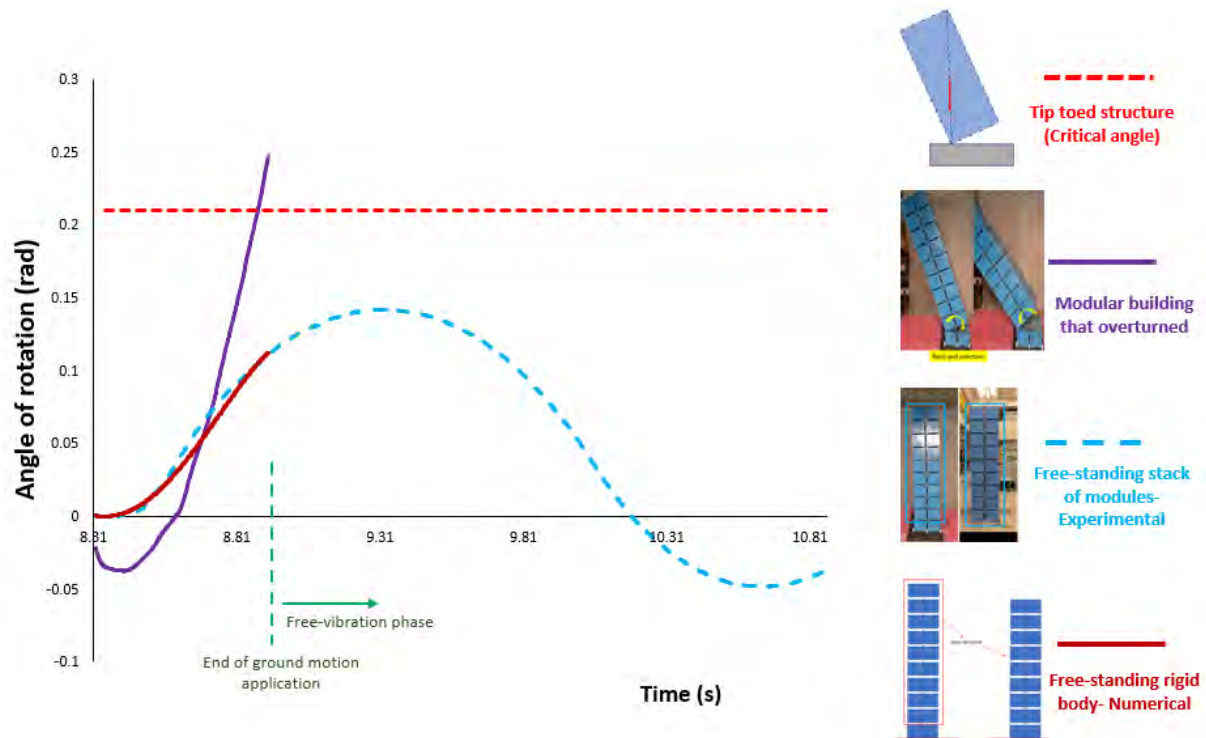 0.3
0.25
0.2
0.15
0.1
0.05
0
-0.05
-0.1
8.31
8.81
9.31
9.81
10.31
10.81
Angle of rotation (rad)
Time (s)
Free-vibration phase
End of ground motion
application
Tip toed structure
(Critical angle)
Modular building
that overturned
Free-standing stack
of modules-
Experimental
Free-standing rigid
body- Numerical